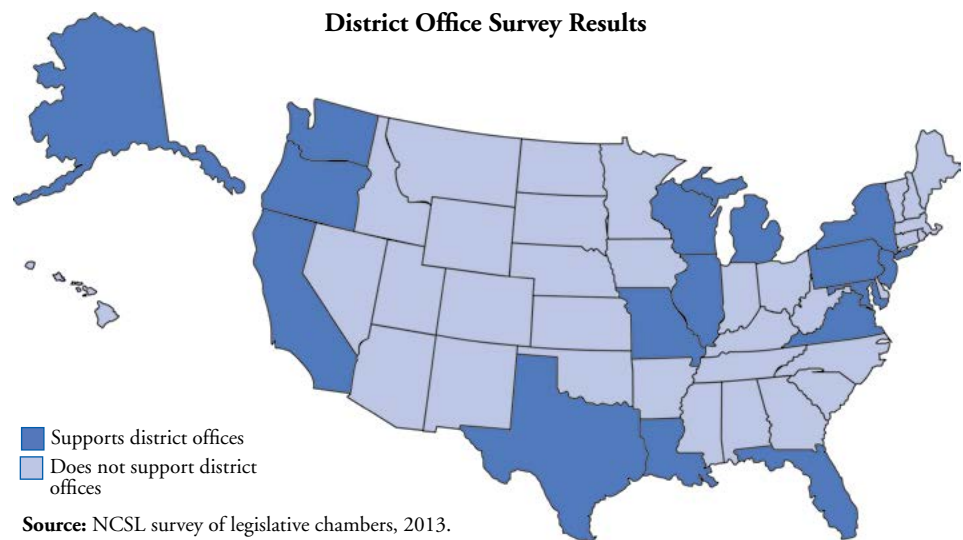 District Office Survey Results
Supports district offices
Does not support district
offices
Source: NCSL survey of legislative chambers, 2013.